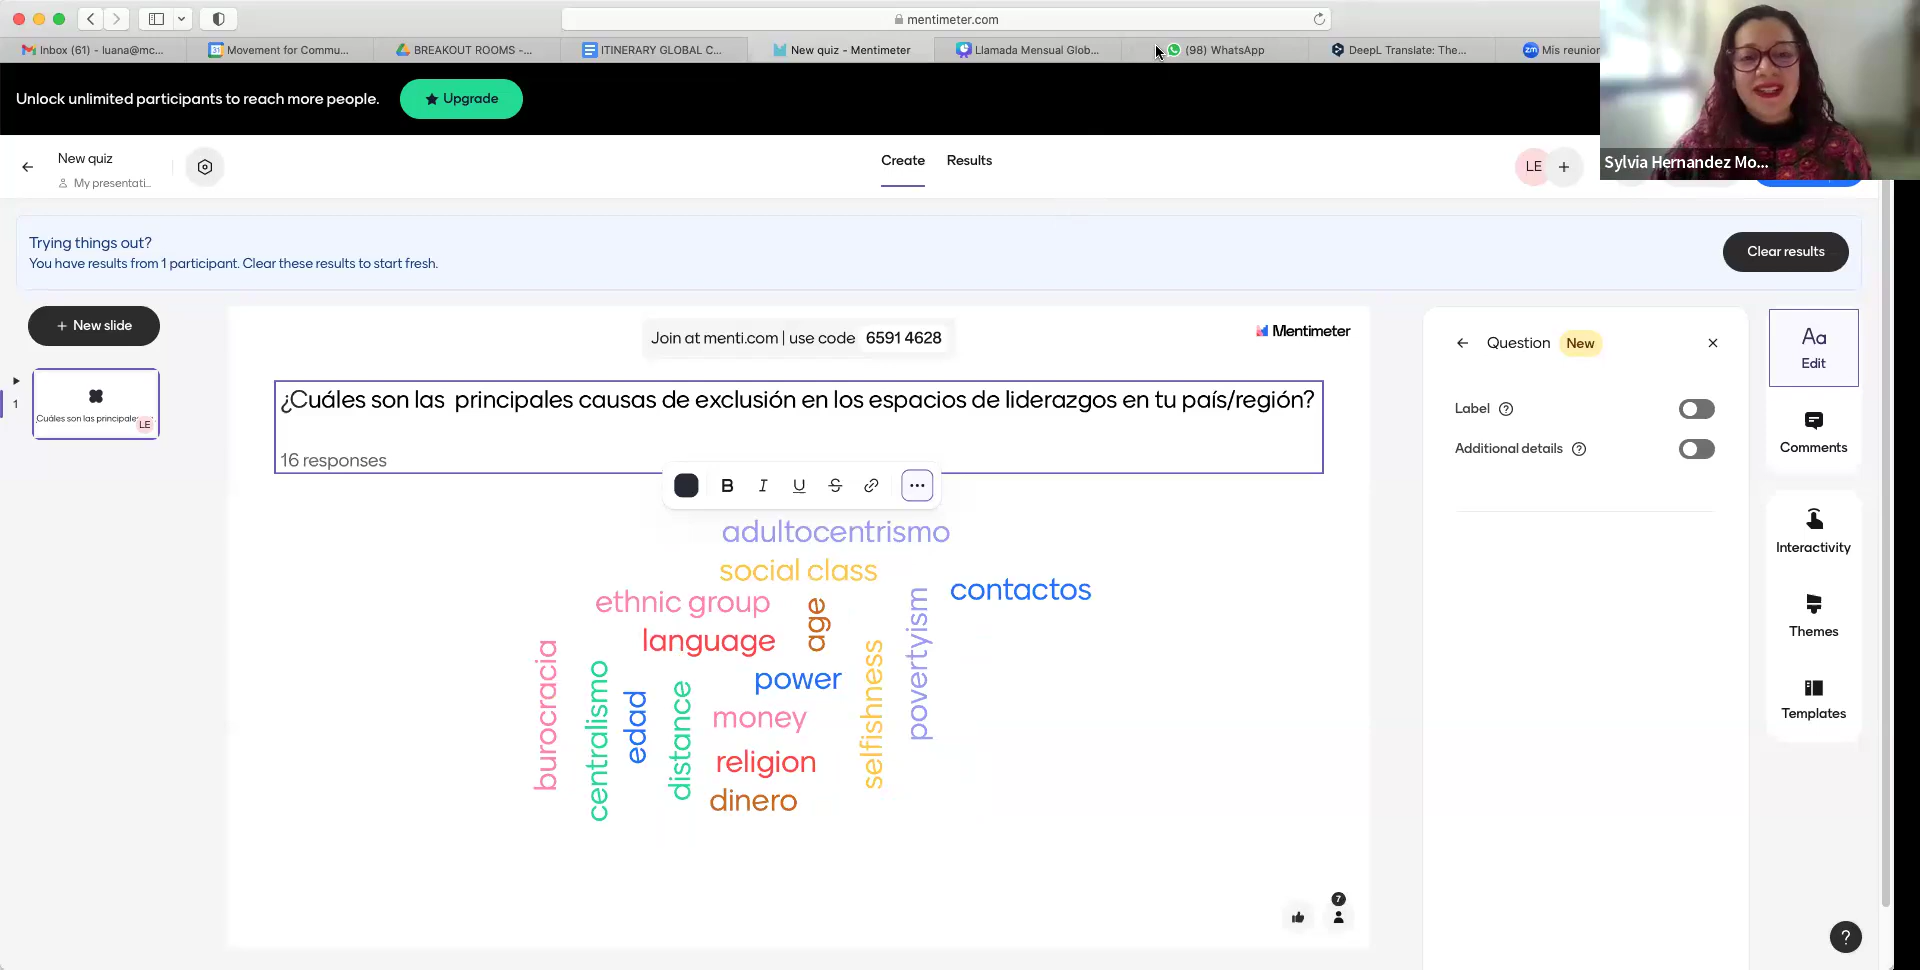 mentimeter.com
Inbox (61) - luana@mc...
Movement for Commu...
BREAKOUT ROOMS -...
ITINERARY GLOBAL C...
New quiz - Mentimeter
Llamada Mensual Glob...
(98) WhatsApp
DeepL Translate: The...
Mis reunion
Unlock unlimited participants to reach more people.
Upgrade
Sylvia Hernandez Mo...
New quiz
My presentati...
Create
Results
LE
Trying things out?
You have results from 1 participant. Clear these results to start fresh.
Clear results
+ New slide
1
Cuáles son las principales
LE
Join at menti.com | use code 6591 4628
Mentimeter
¿Cuáles son las principales causas de exclusión en los espacios de liderazgos en tu país/región?
16 responses
B I U S
adultocentrismo
social class
contactos
ethnic group
age
povertyism
language
burocracia
centralismo
edad
distance
power
selfishness
money
religion
dinero
7
Question New
Label
Additional details
Aa
Edit
Comments
Interactivity
Themes
Templates
?